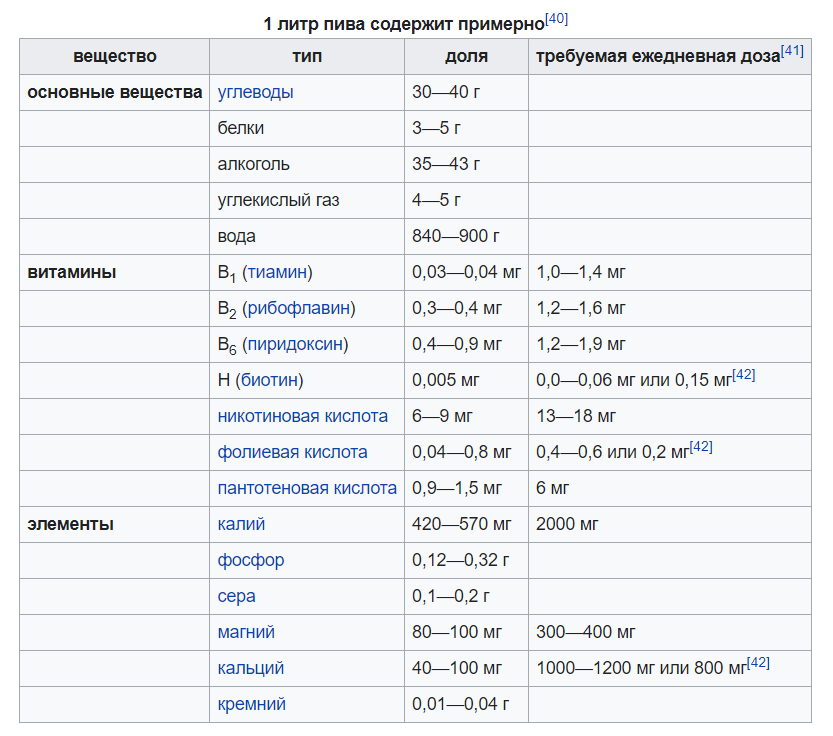 1 литр пива содержит примерно[40]
вещество тип доля требуемая ежедневная доза[41]
основные вещества углеводы 30—40 г
белки 3—5 г
алкоголь 35—43 г
углекислый газ 4—5 г
вода 840—900 г
витамины B1 (тиамин) 0,03—0,04 мг 1,0—1,4 мг
B2 (рибофлавин) 0,3—0,4 мг 1,2—1,6 мг
B6 (пиридоксин) 0,4—0,9 мг 1,2—1,9 мг
H (биотин) 0,005 мг 0,0—0,06 мг или 0,15 мг[42]
никотиновая кислота 6—9 мг 13—18 мг
фолиевая кислота 0,04—0,8 мг 0,4—0,6 или 0,2 мг[42]
пантотеновая кислота 0,9—1,5 мг 6 мг
элементы калий 420—570 мг 2000 мг
фосфор 0,12—0,32 г
сера 0,1—0,2 г
магний 80—100 мг 300—400 мг
кальций 40—100 мг 1000—1200 мг или 800 мг[42]
кремний 0,01—0,04 г